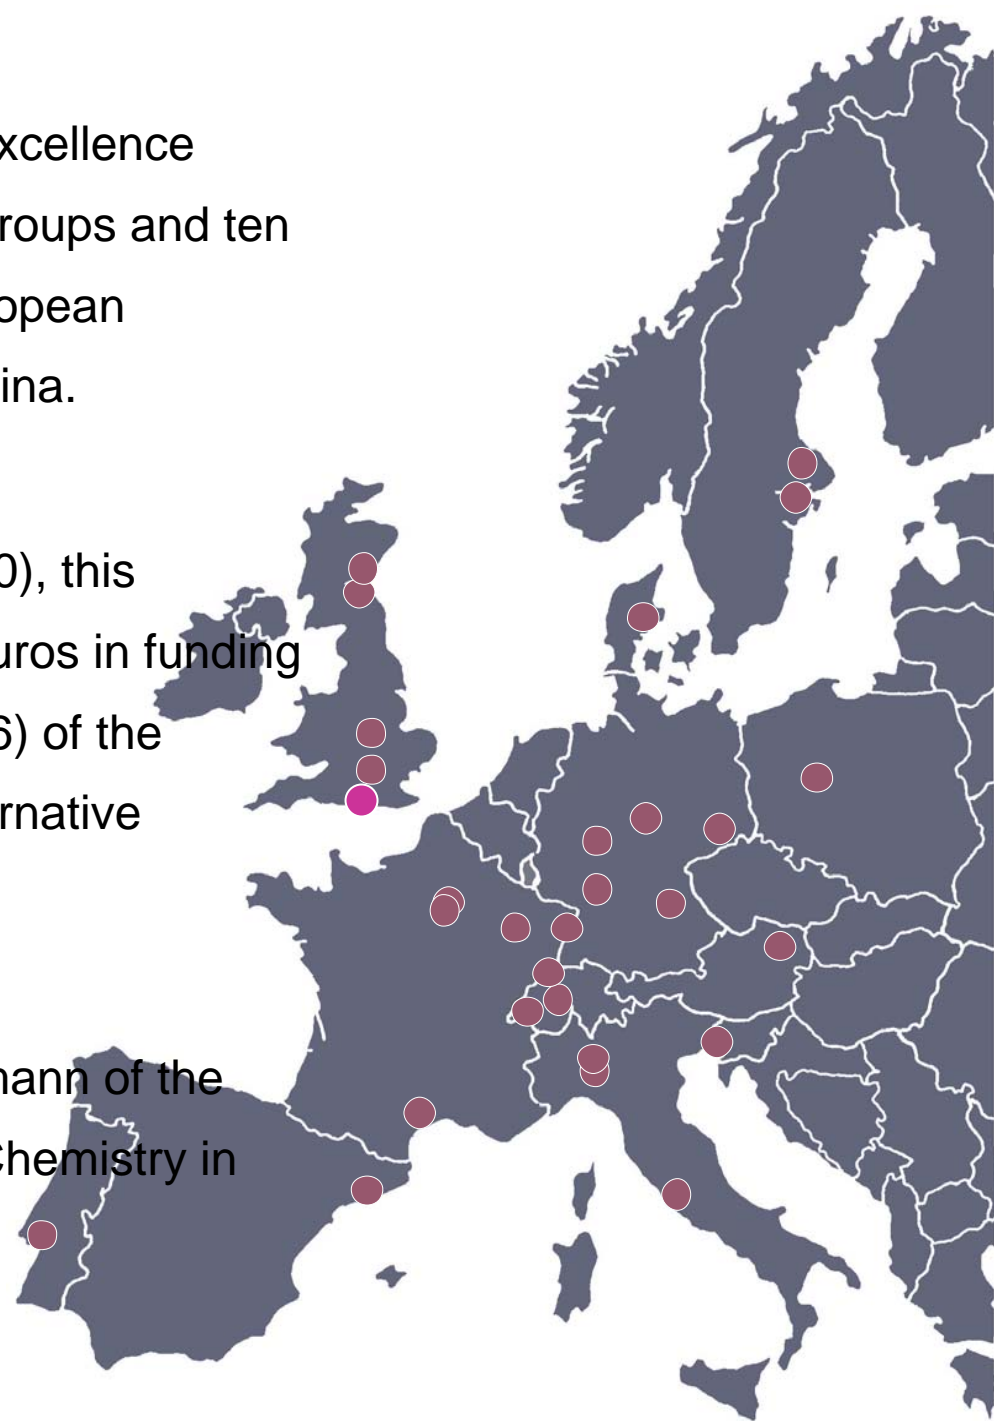 xcellence
roups and ten
opean
ina.
0), this
uros in funding
6) of the
ernative
nann of the
Chemistry in